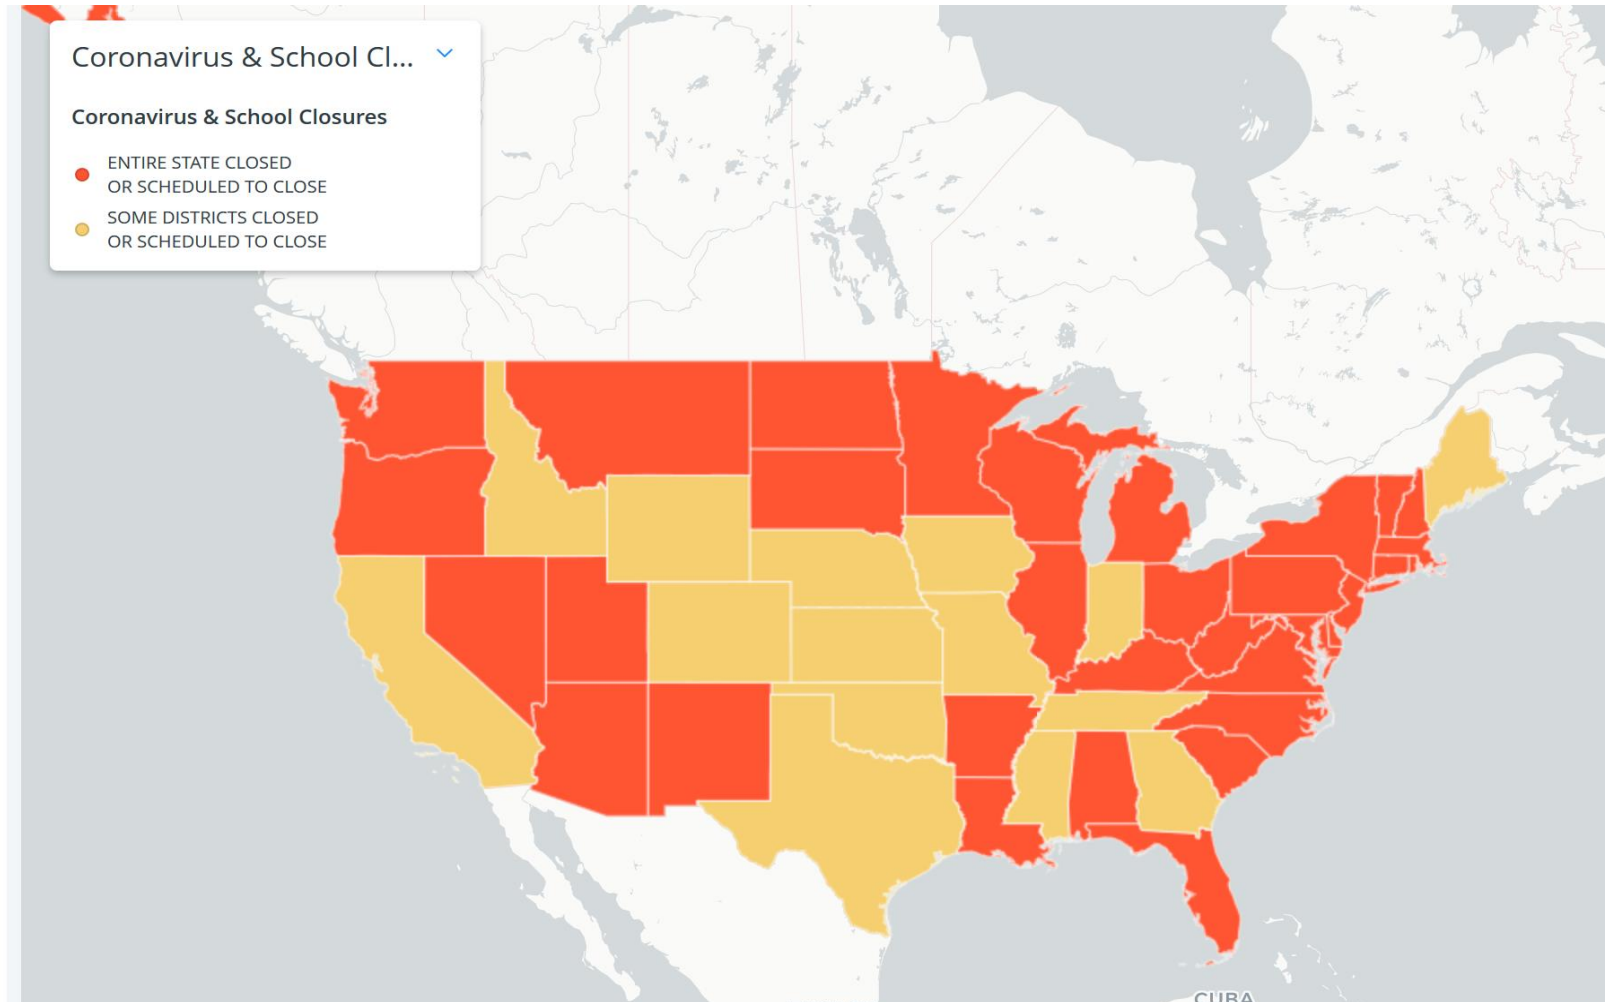 Coronavirus & School Cl...
Coronavirus & School Closures
ENTIRE STATE CLOSED
OR SCHEDULED TO CLOSE
SOME DISTRICTS CLOSED
OR SCHEDULED TO CLOSE
CUBA